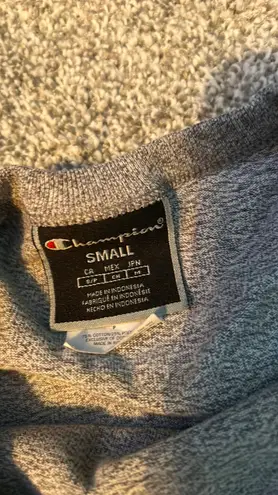 Champion®
SMALL
CA MEX JPN
S/P CH M
MADE IN INDONESIA
FABRIQUÉ EN INDONÉSIE
HECHO EN INDONESIA